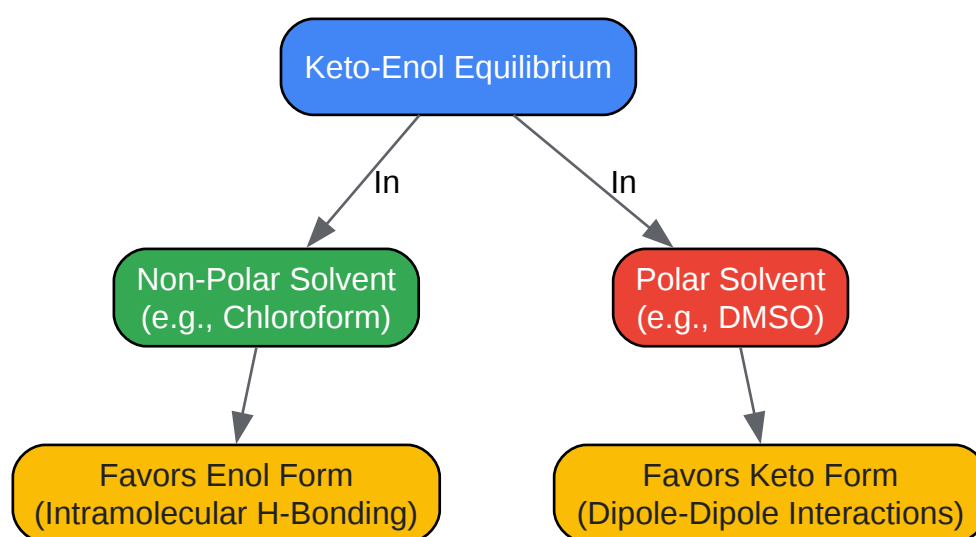 Keto-Enol Equilibrium
In
In
Non-Polar Solvent
(e.g., Chloroform)
Polar Solvent
(e.g., DMSO)
Favors Enol Form
(Intramolecular H-Bonding)
Favors Keto Form
(Dipole-Dipole Interactions)